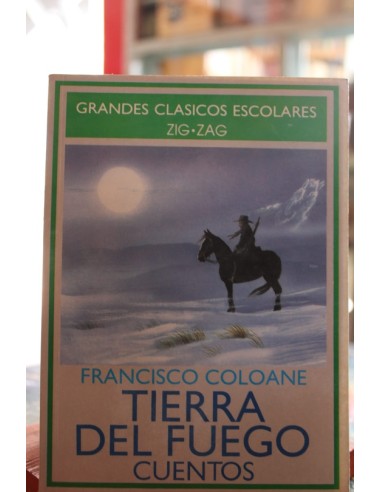 GRANDES CLASICOS ESCOLARES
ZIG•ZAG
FRANCISCO COLOANE
TIERRA
DEL FUEGO
CUENTOS